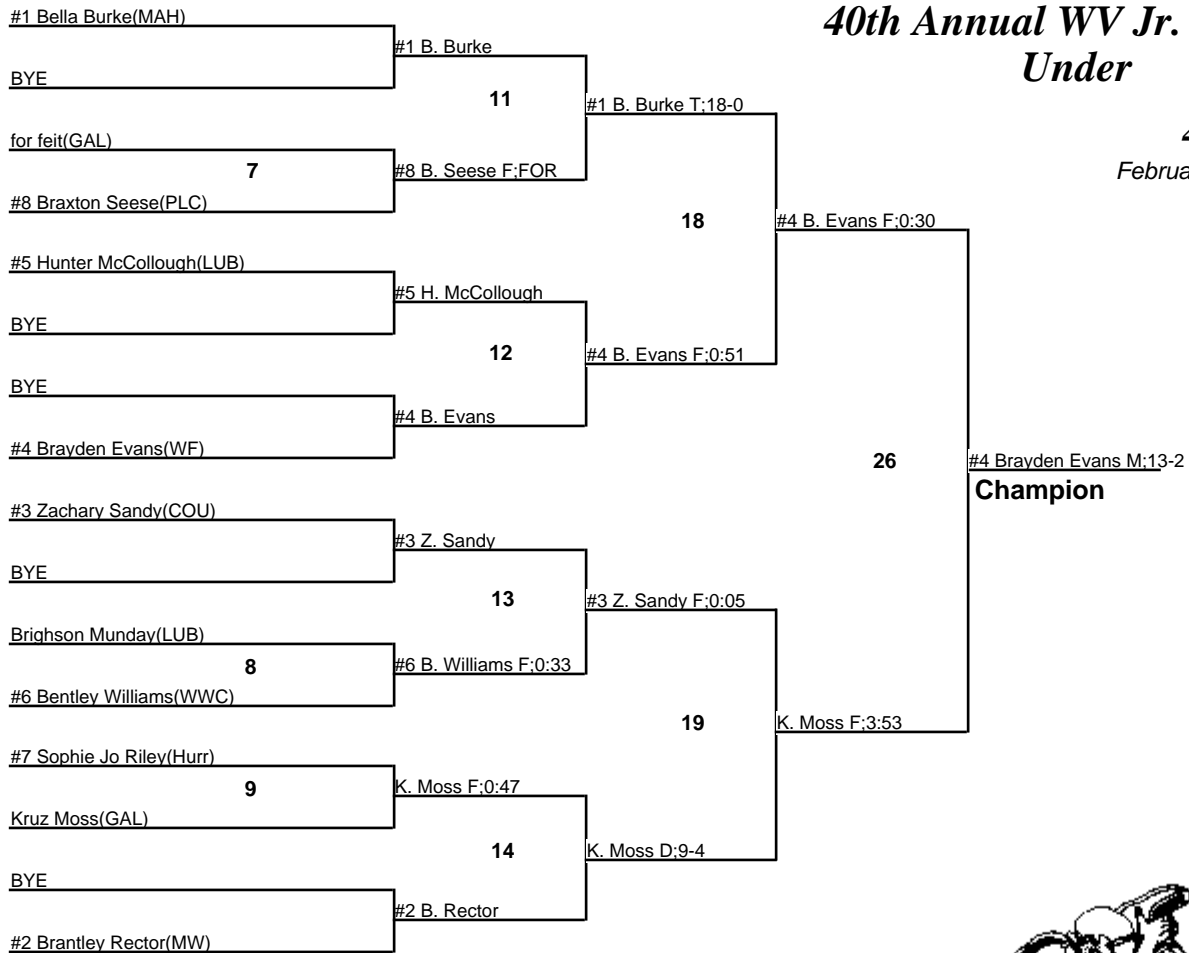 40th Annual WV Jr.
Under
Februa
#1 Bella Burke(MAH)
BYE
for feit(GAL)
7
#8 Braxton Seese(PLC)
#5 Hunter McCollough(LUB)
BYE
BYE
#4 Brayden Evans(WF)
#3 Zachary Sandy(COU)
BYE
Brighson Munday(LUB)
8
#6 Bentley Williams(WWC)
#7 Sophie Jo Riley(Hurr)
9
Kruz Moss(GAL)
BYE
#2 Brantley Rector(MW)
#1 B. Burke
11
#8 B. Seese F;FOR
#5 H. McCollough
12
#4 B. Evans
#3 Z. Sandy
13
#6 B. Williams F;0:33
K. Moss F;0:47
14
#2 B. Rector
#1 B. Burke T;18-0
18
#4 B. Evans F;0:51
#3 Z. Sandy F;0:05
19
K. Moss D;9-4
#4 B. Evans F;0:30
26
K. Moss F;3:53
#4 Brayden Evans M;13-2
Champion